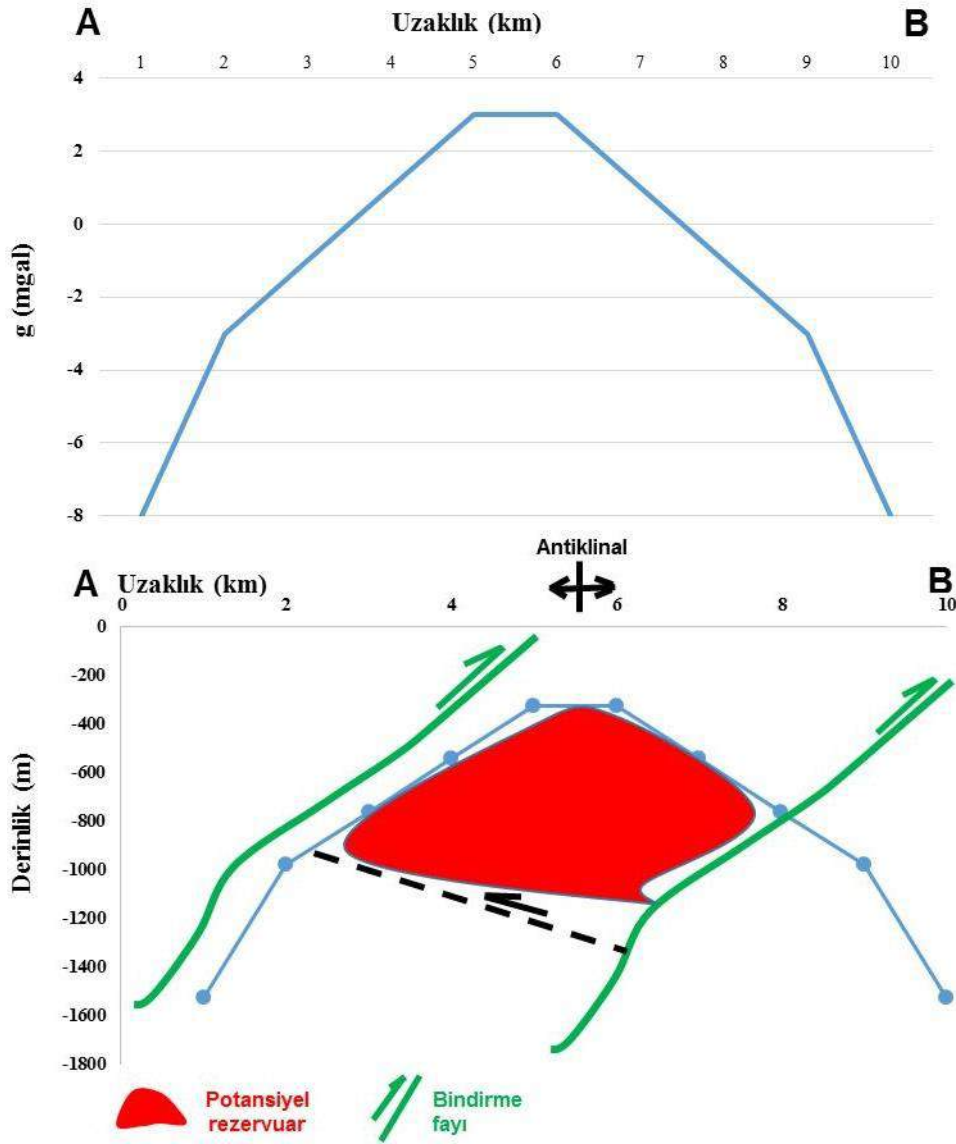 A Uzaklık (km) B
1 2 3 4 5 6 7 8 9 10
4
2
0
-2
-4
-6
-8
g (mgal)
Antiklinal
A Uzaklık (km) B
0 2 4 6 8 10
0
-200
-400
-600
-800
-1000
-1200
-1400
-1600
-1800
Derinlik (m)
Potansiyel
rezervuar
Bindirme
fayı